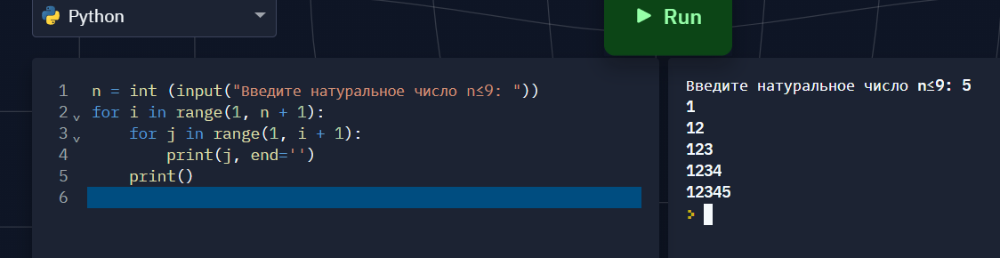 Python
Run
1 n = int (input("Введите натуральное число n≤9: "))
2 for i in range(1, n + 1):
3     for j in range(1, i + 1):
4         print(j, end='')
5     print()
6
Введите натуральное число n≤9: 5
1
12
123
1234
12345
>